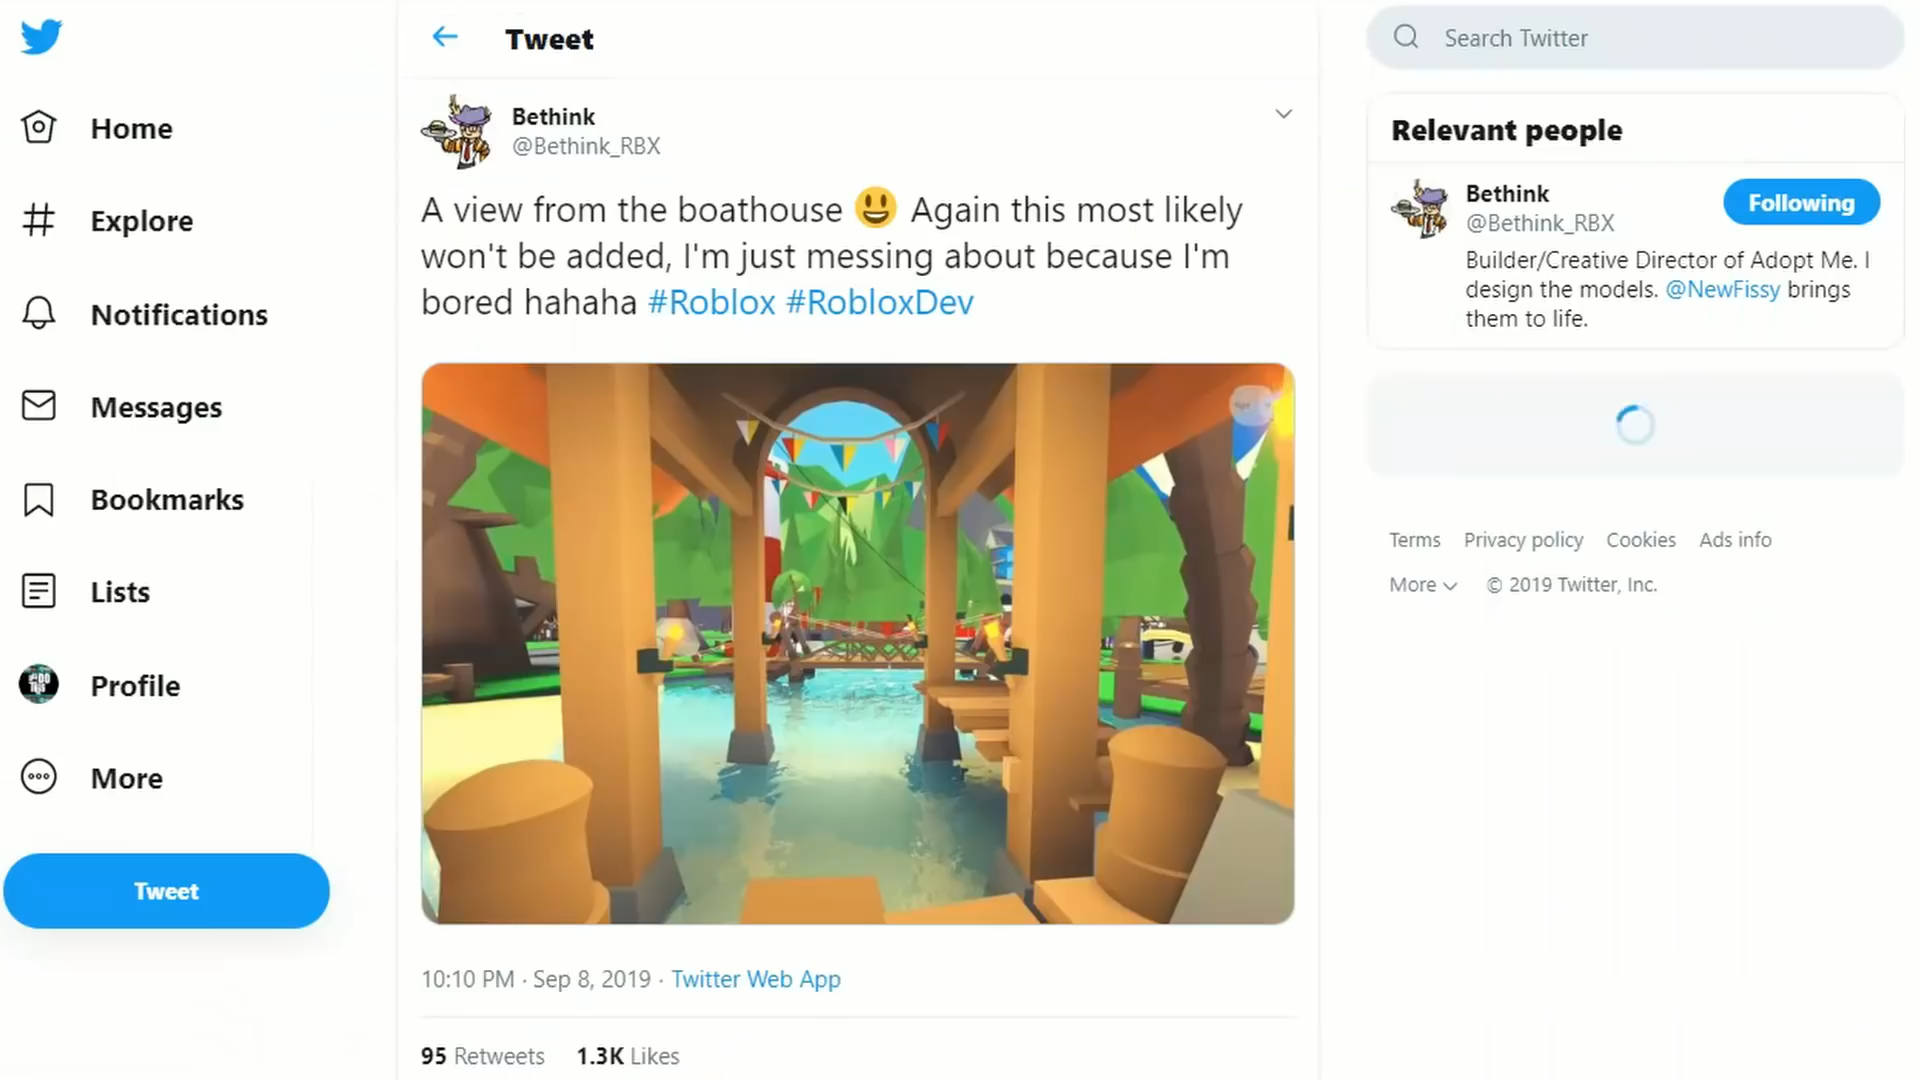 Home
Explore
Notifications
Messages
Bookmarks
Lists
Profile
More
Tweet
Tweet
Bethink
@Bethink_RBX
A view from the boathouse 😃 Again this most likely
won't be added, I'm just messing about because I'm
bored hahaha #Roblox #RobloxDev
10:10 PM · Sep 8, 2019 · Twitter Web App
95 Retweets 1.3K Likes
Search Twitter
Relevant people
Bethink
@Bethink_RBX
Following
Builder/Creative Director of Adopt Me. I
design the models. @NewFissy brings
them to life.
Terms Privacy policy Cookies Ads info
More © 2019 Twitter, Inc.